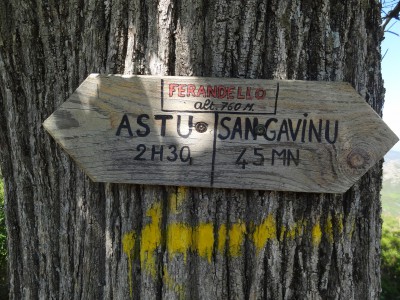 FERANDELLO
alt. 760 M.
ASTU SAN-GAVINU
2H30 45 MN